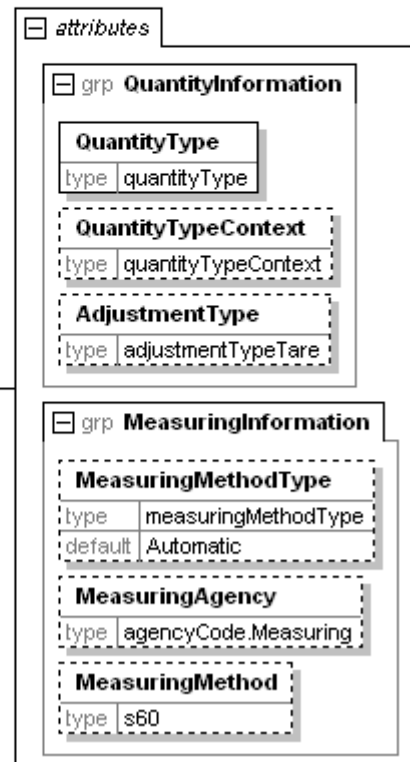 attributes
grp QuantityInformation
QuantityType
type quantityType
QuantityTypeContext
type quantityTypeContext
AdjustmentType
type adjustmentTypeTare
grp MeasuringInformation
MeasuringMethodType
type measuringMethodType
default Automatic
MeasuringAgency
type agencyCode.Measuring
MeasuringMethod
type s60